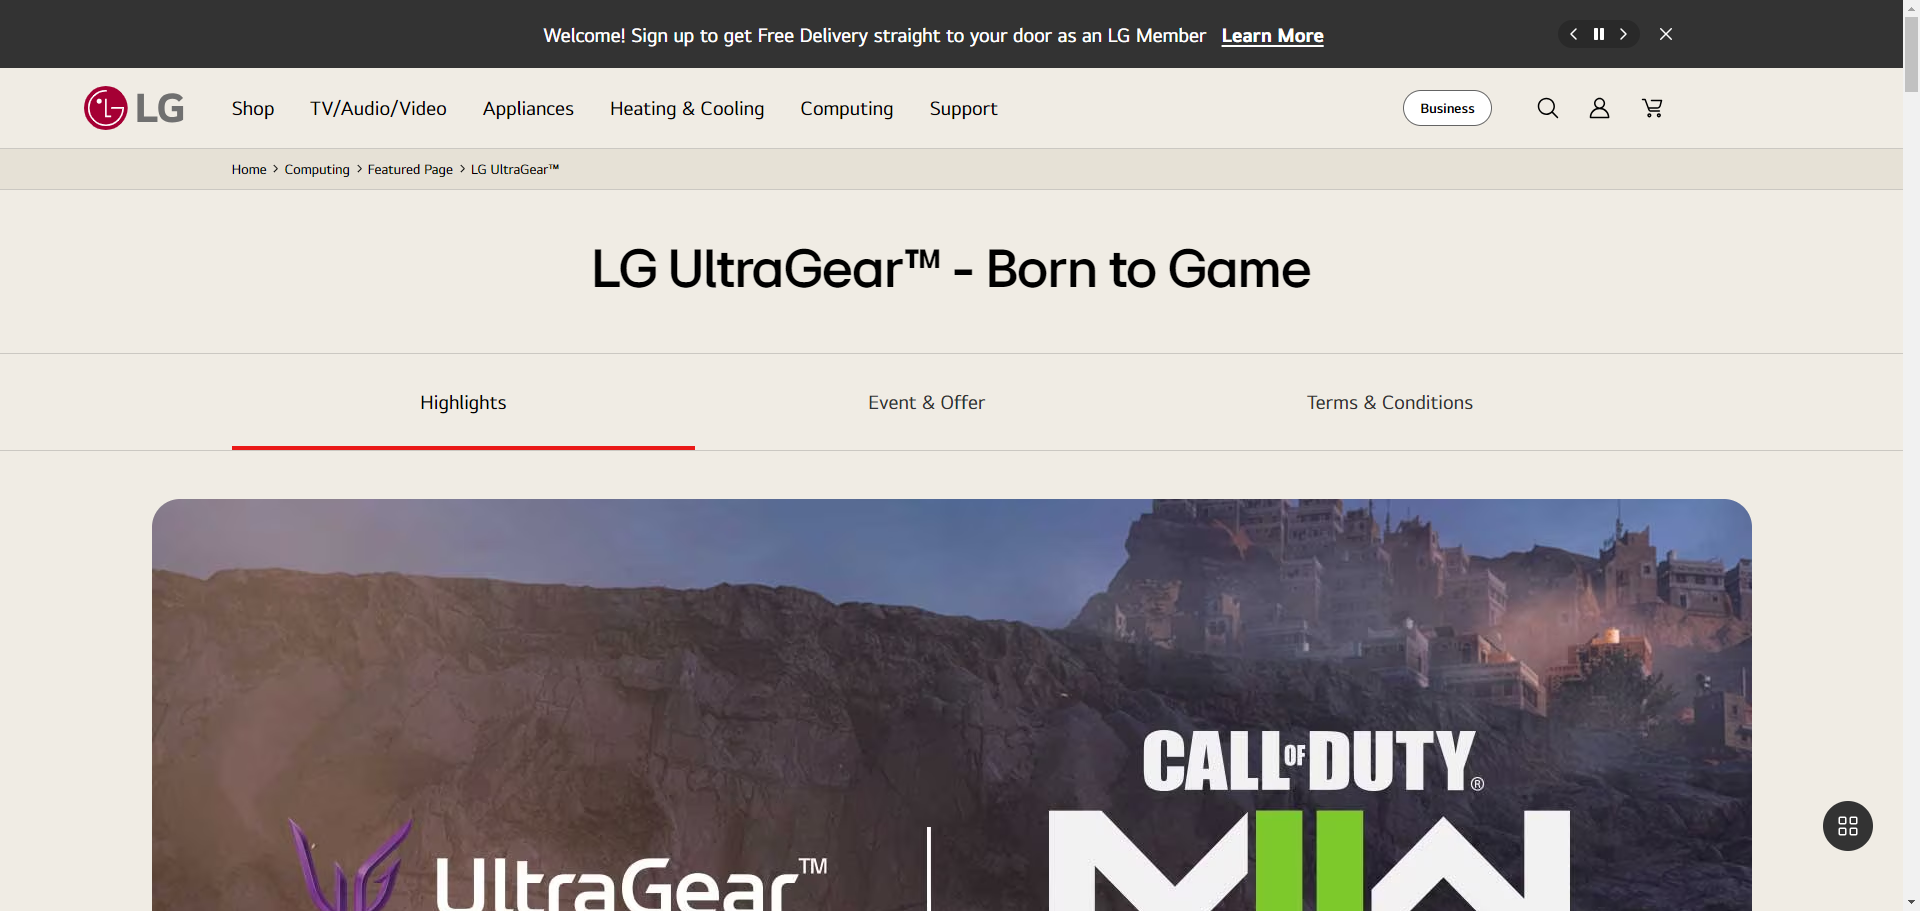 Welcome! Sign up to get Free Delivery straight to your door as an LG Member Learn More
LG Shop TV/Audio/Video Appliances Heating & Cooling Computing Support Business
Home > Computing > Featured Page > LG UltraGear™
LG UltraGear™ - Born to Game
Highlights Event & Offer Terms & Conditions
CALL OF DUTY®
UltraGear™ MIIW